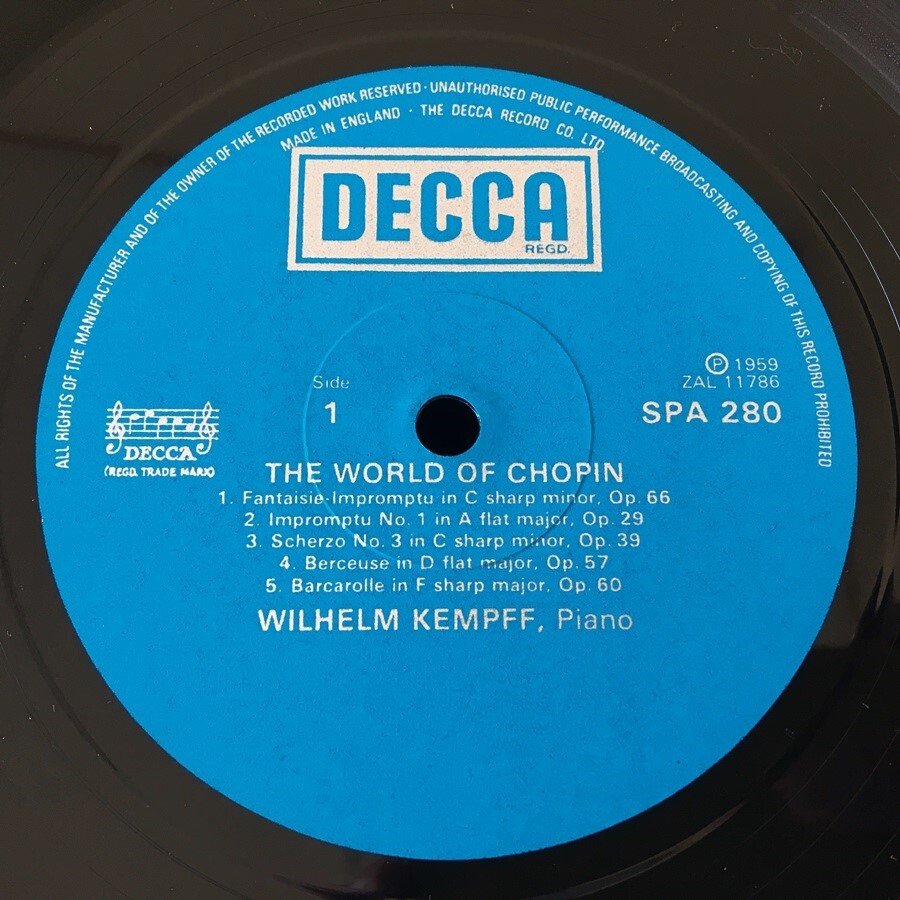 ALL RIGHTS OF THE MANUFACTURER AND OF THE OWNER OF THE RECORDED WORK RESERVED · UNAUTHORISED PUBLIC PERFORMANCE BROADCASTING AND COPYING OF THIS RECORD PROHIBITED
MADE IN ENGLAND · THE DECCA RECORD CO. LTD
DECCA
REGD.
Ⓟ 1959
ZAL 11786
SPA 280
Side
1
DECCA
(REGD. TRADE MARK)
THE WORLD OF CHOPIN
1. Fantaisie-Impromptu in C sharp minor, Op. 66
2. Impromptu No. 1 in A flat major, Op. 29
3. Scherzo No. 3 in C sharp minor, Op. 39
4. Berceuse in D flat major, Op. 57
5. Barcarolle in F sharp major, Op. 60
WILHELM KEMPFF, Piano